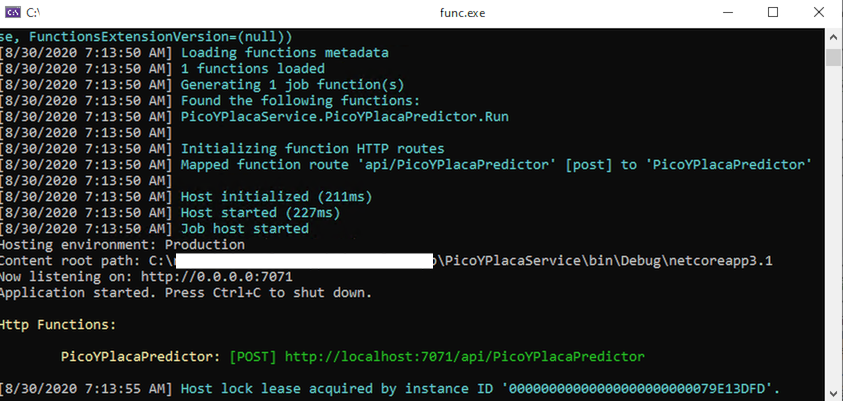 C:\ func.exe
se, FunctionsExtensionVersion=(null))
[8/30/2020 7:13:50 AM] Loading functions metadata
[8/30/2020 7:13:50 AM] 1 functions loaded
[8/30/2020 7:13:50 AM] Generating 1 job function(s)
[8/30/2020 7:13:50 AM] Found the following functions:
[8/30/2020 7:13:50 AM] PicoYPlacaService.PicoYPlacaPredictor.Run
[8/30/2020 7:13:50 AM]
[8/30/2020 7:13:50 AM] Initializing function HTTP routes
[8/30/2020 7:13:50 AM] Mapped function route 'api/PicoYPlacaPredictor' [post] to 'PicoYPlacaPredictor'
[8/30/2020 7:13:50 AM]
[8/30/2020 7:13:50 AM] Host initialized (211ms)
[8/30/2020 7:13:50 AM] Host started (227ms)
[8/30/2020 7:13:50 AM] Job host started
Hosting environment: Production
Content root path: C:\ \PicoYPlacaService\bin\Debug\netcoreapp3.1
Now listening on: http://0.0.0.0:7071
Application started. Press Ctrl+C to shut down.
Http Functions:
PicoYPlacaPredictor: [POST] http://localhost:7071/api/PicoYPlacaPredictor
[8/30/2020 7:13:55 AM] Host lock lease acquired by instance ID '00000000000000000000000079E13DFD'.